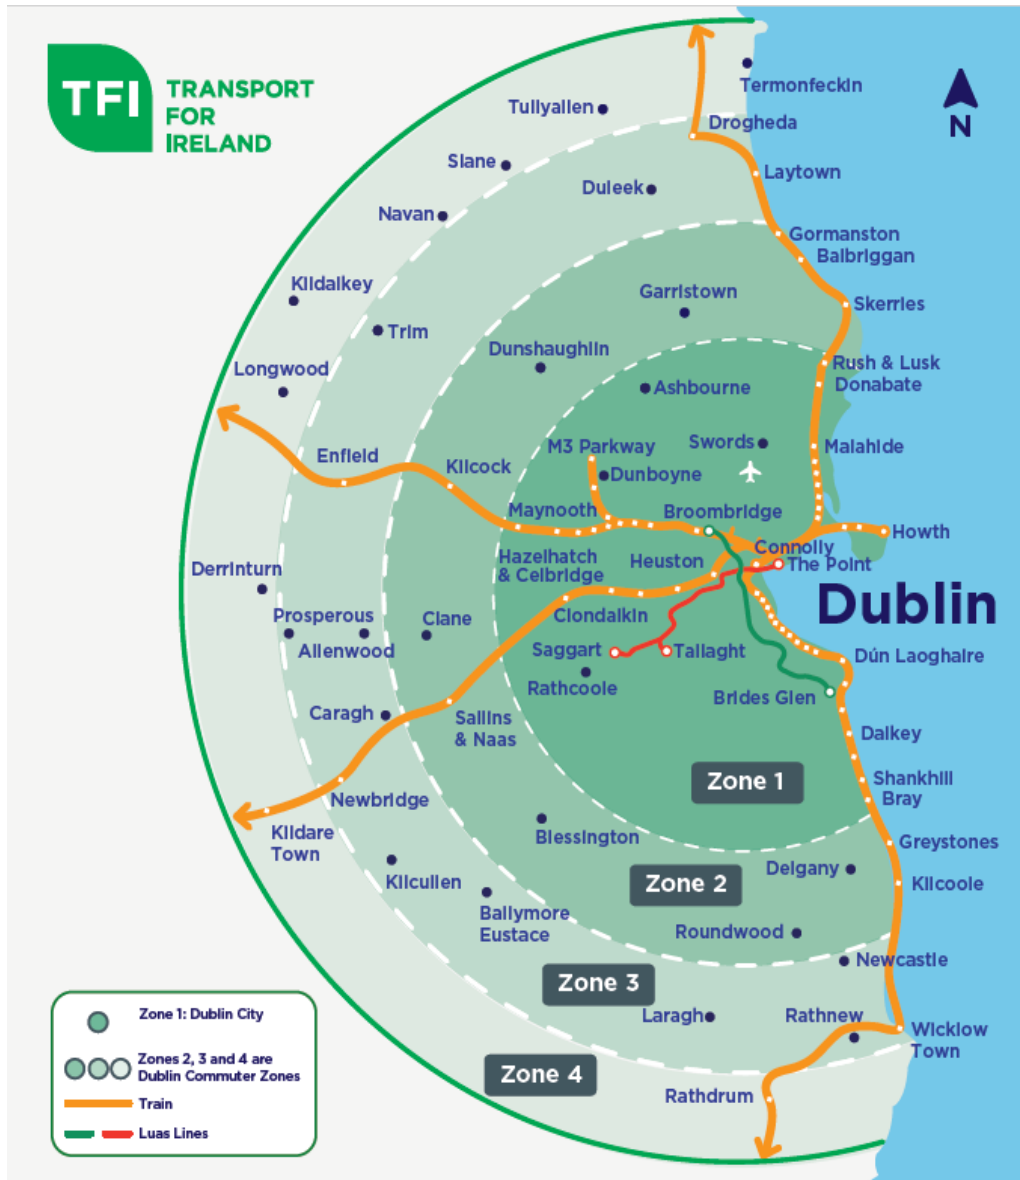 TFI
TRANSPORT
FOR
IRELAND
N
Termonfeckin
Tullyallen
Drogheda
Slane
Laytown
Duleek
Navan
Gormanston
Balbriggan
Kildalkey
Garristown
Skerries
Trim
Dunshaughlin
Longwood
Rush & Lusk
Donabate
Ashbourne
Swords
M3 Parkway
Malahide
Enfield
Kilcock
Dunboyne
Maynooth
Broombridge
Howth
Connolly
Hazelhatch
& Celbridge
Heuston
The Point
Derrinturn
Dublin
Prosperous
Clane
Clondalkin
Allenwood
Saggart
Tallaght
Dún Laoghaire
Rathcoole
Brides Glen
Caragh
Sallins
& Naas
Dalkey
Zone 1
Shankhill
Bray
Newbridge
Kildare
Town
Blessington
Greystones
Delgany
Kilcullen
Zone 2
Kilcoole
Ballymore
Eustace
Roundwood
Newcastle
Zone 3
Laragh
Rathnew
Wicklow
Town
Zone 4
Rathdrum
Zone 1: Dublin City
Zones 2, 3 and 4 are
Dublin Commuter Zones
Train
Luas Lines